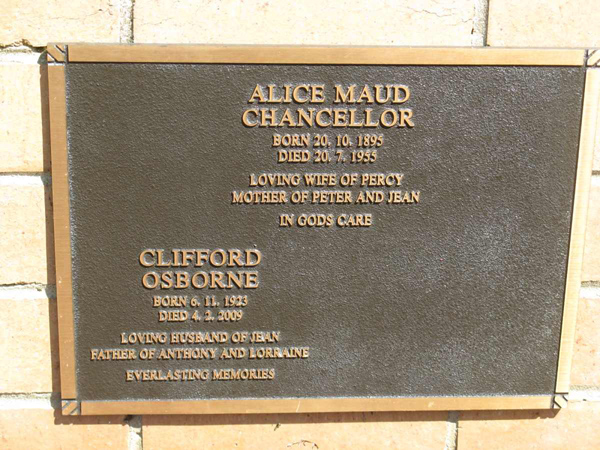 ALICE MAUD
CHANCELLOR
BORN 20. 10. 1895
DIED 20. 7. 1955
LOVING WIFE OF PERCY
MOTHER OF PETER AND JEAN
IN GODS CARE
CLIFFORD
OSBORNE
BORN 6. 11. 1923
DIED 4. 2. 2009
LOVING HUSBAND OF JEAN
FATHER OF ANTHONY AND LORRAINE
EVERLASTING MEMORIES